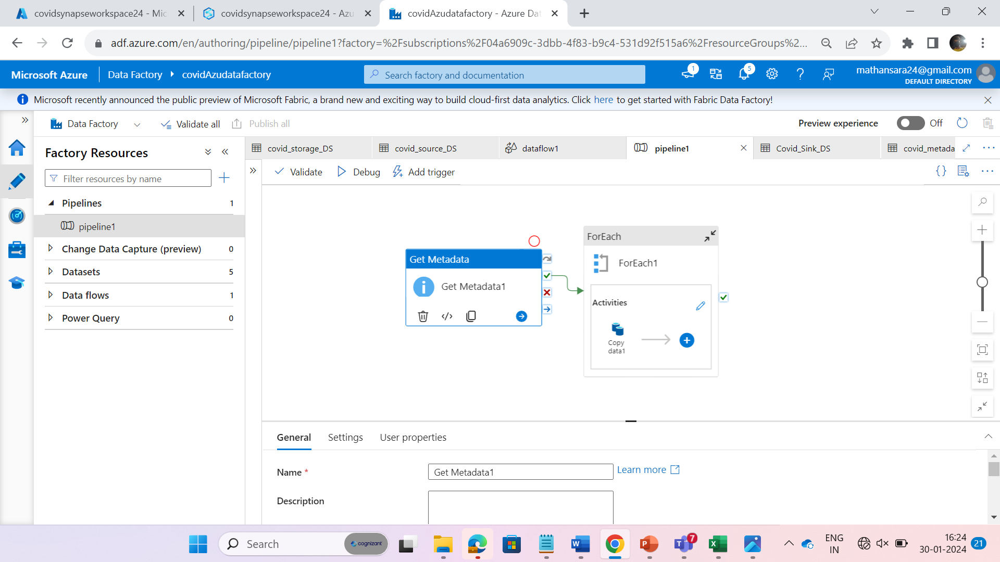 covidsynapseworkspace24 - Mic
covidsynapseworkspace24 - Azu
covidAzudatafactory - Azure Dat
adf.azure.com/en/authoring/pipeline/pipeline1?factory=%2Fsubscriptions%2F04a6909c-3dbb-4f83-b9c4-531d92f515a6%2FresourceGroups%2...
Microsoft Azure
Data Factory
covidAzudatafactory
Search factory and documentation
1
5
mathansara24@gmail.com
DEFAULT DIRECTORY
Microsoft recently announced the public preview of Microsoft Fabric, a brand new and exciting way to build cloud-first data analytics. Click here to get started with Fabric Data Factory!
Data Factory
Validate all
Publish all
Preview experience
Off
Factory Resources
Filter resources by name
Pipelines 1
pipeline1
Change Data Capture (preview) 0
Datasets 5
Data flows 1
Power Query 0
covid_storage_DS
covid_source_DS
dataflow1
pipeline1
Covid_Sink_DS
covid_metada
Validate
Debug
Add trigger
Get Metadata
Get Metadata1
ForEach
ForEach1
Activities
Copy
data1
General
Settings
User properties
Name *
Get Metadata1
Learn more
Description
Search
cognizant
7
ENG
IN
16:24
30-01-2024
21